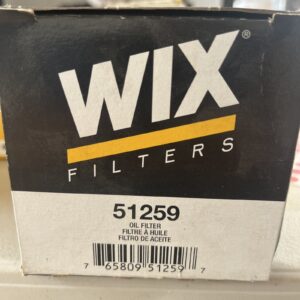 WIX®
FILTERS
51259
OIL FILTER
FILTRE À HUILE
FILTRO DE ACEITE
7 65809 51259 7